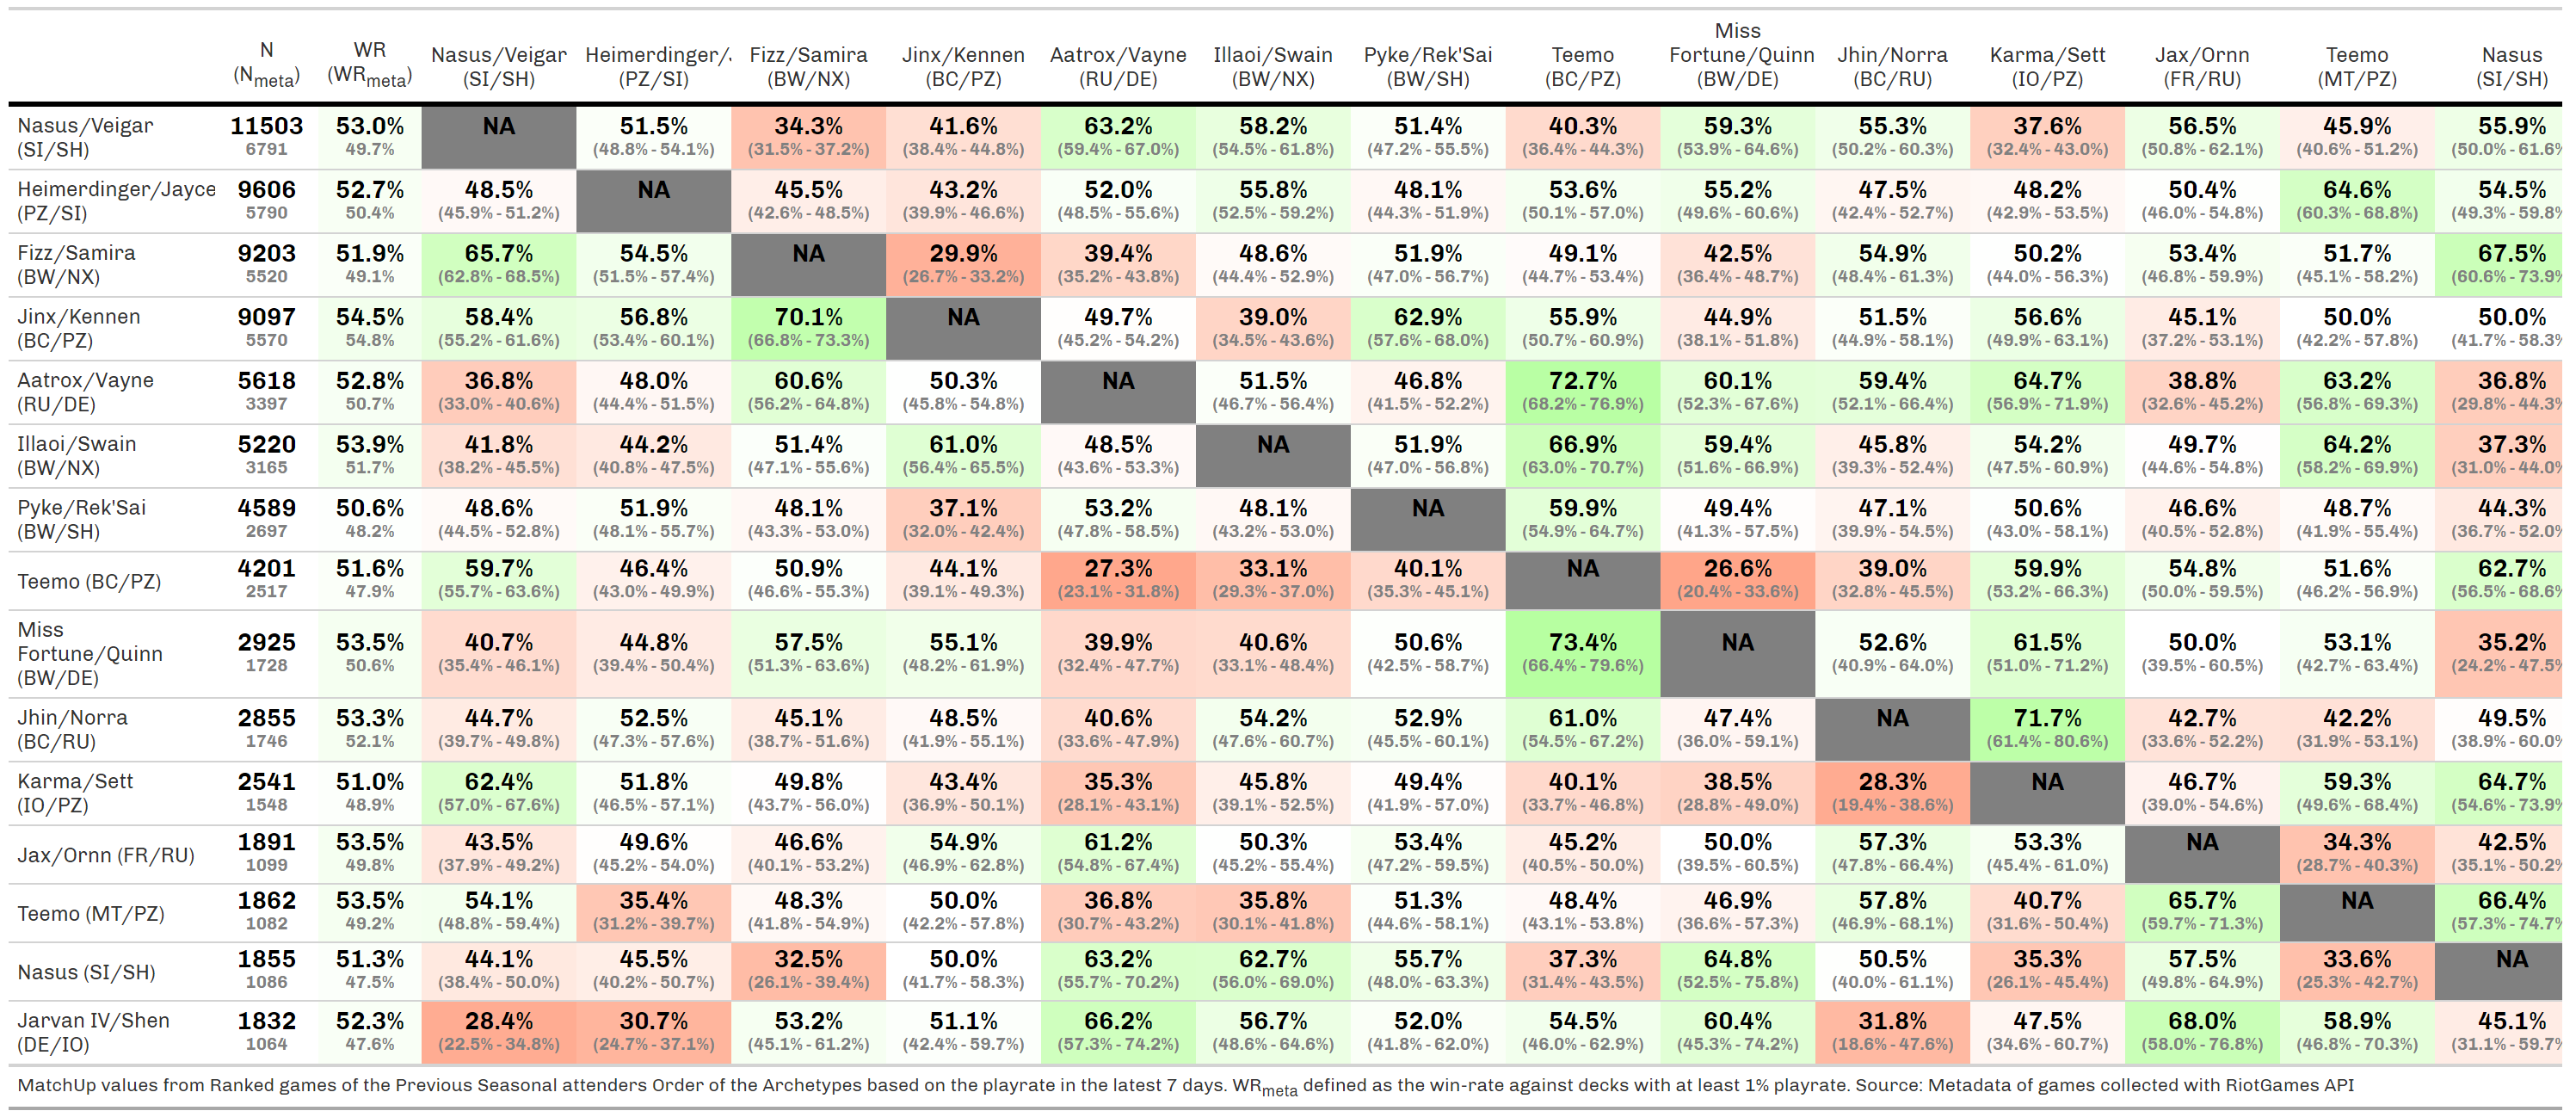 N (N_meta) WR (WR_meta) Nasus/Veigar (SI/SH) Heimerdinger/ (PZ/SI) Fizz/Samira (BW/NX) Jinx/Kennen (BC/PZ) Aatrox/Vayne (RU/DE) Illaoi/Swain (BW/NX) Pyke/Rek'Sai (BW/SH) Teemo (BC/PZ) Miss Fortune/Quinn (BW/DE) Jhin/Norra (BC/RU) Karma/Sett (IO/PZ) Jax/Ornn (FR/RU) Teemo (MT/PZ) Nasus (SI/SH)
Nasus/Veigar 11503 53.0% NA 51.5% 34.3% 41.6% 63.2% 58.2% 51.4% 40.3% 59.3% 55.3% 37.6% 56.5% 45.9% 55.9%
(SI/SH) 6791 49.7% (48.8% - 54.1%) (31.5% - 37.2%) (38.4% - 44.8%) (59.4% - 67.0%) (54.5% - 61.8%) (47.2% - 55.5%) (36.4% - 44.3%) (53.9% - 64.6%) (50.2% - 60.3%) (32.4% - 43.0%) (50.8% - 62.1%) (40.6% - 51.2%) (50.0% - 61.6%
Heimerdinger/Jayce 9606 52.7% 48.5% NA 45.5% 43.2% 52.0% 55.8% 48.1% 53.6% 55.2% 47.5% 48.2% 50.4% 64.6% 54.5%
(PZ/SI) 5790 50.4% (45.9% - 51.2%) (42.6% - 48.5%) (39.9% - 46.6%) (48.5% - 55.6%) (52.5% - 59.2%) (44.3% - 51.9%) (50.1% - 57.0%) (49.6% - 60.6%) (42.4% - 52.7%) (42.9% - 53.5%) (46.0% - 54.8%) (60.3% - 68.8%) (49.3% - 59.8%
Fizz/Samira 9203 51.9% 65.7% 54.5% NA 29.9% 39.4% 48.6% 51.9% 49.1% 42.5% 54.9% 50.2% 53.4% 51.7% 67.5%
(BW/NX) 5520 49.1% (62.8% - 68.5%) (51.5% - 57.4%) (26.7% - 33.2%) (35.2% - 43.8%) (44.4% - 52.9%) (47.0% - 56.7%) (44.7% - 53.4%) (36.4% - 48.7%) (48.4% - 61.3%) (44.0% - 56.3%) (46.8% - 59.9%) (45.1% - 58.2%) (60.6% - 73.9%
Jinx/Kennen 9097 54.5% 58.4% 56.8% 70.1% NA 49.7% 39.0% 62.9% 55.9% 44.9% 51.5% 56.6% 45.1% 50.0% 50.0%
(BC/PZ) 5570 54.8% (55.2% - 61.6%) (53.4% - 60.1%) (66.8% - 73.3%) (45.2% - 54.2%) (34.5% - 43.6%) (57.6% - 68.0%) (50.7% - 60.9%) (38.1% - 51.8%) (44.9% - 58.1%) (49.9% - 63.1%) (37.2% - 53.1%) (42.2% - 57.8%) (41.7% - 58.3%
Aatrox/Vayne 5618 52.8% 36.8% 48.0% 60.6% 50.3% NA 51.5% 46.8% 72.7% 60.1% 59.4% 64.7% 38.8% 63.2% 36.8%
(RU/DE) 3397 50.7% (33.0% - 40.6%) (44.4% - 51.5%) (56.2% - 64.8%) (45.8% - 54.8%) (46.7% - 56.4%) (41.5% - 52.2%) (68.2% - 76.9%) (52.3% - 67.6%) (52.1% - 66.4%) (56.9% - 71.9%) (32.6% - 45.2%) (56.8% - 69.3%) (29.8% - 44.3%
Illaoi/Swain 5220 53.9% 41.8% 44.2% 51.4% 61.0% 48.5% NA 51.9% 66.9% 59.4% 45.8% 54.2% 49.7% 64.2% 37.3%
(BW/NX) 3165 51.7% (38.2% - 45.5%) (40.8% - 47.5%) (47.1% - 55.6%) (56.4% - 65.5%) (43.6% - 53.3%) (47.0% - 56.8%) (63.0% - 70.7%) (51.6% - 66.9%) (39.3% - 52.4%) (47.5% - 60.9%) (44.6% - 54.8%) (58.2% - 69.9%) (31.0% - 44.0%
Pyke/Rek'Sai 4589 50.6% 48.6% 51.9% 48.1% 37.1% 53.2% 48.1% NA 59.9% 49.4% 47.1% 50.6% 46.6% 48.7% 44.3%
(BW/SH) 2697 48.2% (44.5% - 52.8%) (48.1% - 55.7%) (43.3% - 53.0%) (32.0% - 42.4%) (47.8% - 58.5%) (43.2% - 53.0%) (54.9% - 64.7%) (41.3% - 57.5%) (39.9% - 54.5%) (43.0% - 58.1%) (40.5% - 52.8%) (41.9% - 55.4%) (36.7% - 52.0%
Teemo (BC/PZ) 4201 51.6% 59.7% 46.4% 50.9% 44.1% 27.3% 33.1% 40.1% NA 26.6% 39.0% 59.9% 54.8% 51.6% 62.7%
2517 47.9% (55.7% - 63.6%) (43.0% - 49.9%) (46.6% - 55.3%) (39.1% - 49.3%) (23.1% - 31.8%) (29.3% - 37.0%) (35.3% - 45.1%) (20.4% - 33.6%) (32.8% - 45.5%) (53.2% - 66.3%) (50.0% - 59.5%) (46.2% - 56.9%) (56.5% - 68.6%
Miss
Fortune/Quinn 2925 53.5% 40.7% 44.8% 57.5% 55.1% 39.9% 40.6% 50.6% 73.4% NA 52.6% 61.5% 50.0% 53.1% 35.2%
(BW/DE) 1728 50.6% (35.4% - 46.1%) (39.4% - 50.4%) (51.3% - 63.6%) (48.2% - 61.9%) (32.4% - 47.7%) (33.1% - 48.4%) (42.5% - 58.7%) (66.4% - 79.6%) (40.9% - 64.0%) (51.0% - 71.2%) (39.5% - 60.5%) (42.7% - 63.4%) (24.2% - 47.5%
Jhin/Norra 2855 53.3% 44.7% 52.5% 45.1% 48.5% 40.6% 54.2% 52.9% 61.0% 47.4% NA 71.7% 42.7% 42.2% 49.5%
(BC/RU) 1746 52.1% (39.7% - 49.8%) (47.3% - 57.6%) (38.7% - 51.6%) (41.9% - 55.1%) (33.6% - 47.9%) (47.6% - 60.7%) (45.5% - 60.1%) (54.5% - 67.2%) (36.0% - 59.1%) (61.4% - 80.6%) (33.6% - 52.2%) (31.9% - 53.1%) (38.9% - 60.0%
Karma/Sett 2541 51.0% 62.4% 51.8% 49.8% 43.4% 35.3% 45.8% 49.4% 40.1% 38.5% 28.3% NA 46.7% 59.3% 64.7%
(IO/PZ) 1548 48.9% (57.0% - 67.6%) (46.5% - 57.1%) (43.7% - 56.0%) (36.9% - 50.1%) (28.1% - 43.1%) (39.1% - 52.5%) (41.9% - 57.0%) (33.7% - 46.8%) (28.8% - 49.0%) (19.4% - 38.6%) (39.0% - 54.6%) (49.6% - 68.4%) (54.6% - 73.9%
Jax/Ornn (FR/RU) 1891 53.5% 43.5% 49.6% 46.6% 54.9% 61.2% 50.3% 53.4% 45.2% 50.0% 57.3% 53.3% NA 34.3% 42.5%
1099 49.8% (37.9% - 49.2%) (45.2% - 54.0%) (40.1% - 53.2%) (46.9% - 62.8%) (54.8% - 67.4%) (45.2% - 55.4%) (47.2% - 59.5%) (40.5% - 50.0%) (39.5% - 60.5%) (47.8% - 66.4%) (45.4% - 61.0%) (28.7% - 40.3%) (35.1% - 50.2%
Teemo (MT/PZ) 1862 53.5% 54.1% 35.4% 48.3% 50.0% 36.8% 35.8% 51.3% 48.4% 46.9% 57.8% 40.7% 65.7% NA 66.4%
1082 49.2% (48.8% - 59.4%) (31.2% - 39.7%) (41.8% - 54.9%) (42.2% - 57.8%) (30.7% - 43.2%) (30.1% - 41.8%) (44.6% - 58.1%) (43.1% - 53.8%) (36.6% - 57.3%) (46.9% - 68.1%) (31.6% - 50.4%) (59.7% - 71.3%) (57.3% - 74.7%
Nasus (SI/SH) 1855 51.3% 44.1% 45.5% 32.5% 50.0% 63.2% 62.7% 55.7% 37.3% 64.8% 50.5% 35.3% 57.5% 33.6% NA
1086 47.5% (38.4% - 50.0%) (40.2% - 50.7%) (26.1% - 39.4%) (41.7% - 58.3%) (55.7% - 70.2%) (56.0% - 69.0%) (48.0% - 63.3%) (31.4% - 43.5%) (52.5% - 75.8%) (40.0% - 61.1%) (26.1% - 45.4%) (49.8% - 64.9%) (25.3% - 42.7%)
Jarvan IV/Shen 1832 52.3% 28.4% 30.7% 53.2% 51.1% 66.2% 56.7% 52.0% 54.5% 60.4% 31.8% 47.5% 68.0% 58.9% 45.1%
(DE/IO) 1064 47.6% (22.5% - 34.8%) (24.7% - 37.1%) (45.1% - 61.2%) (42.4% - 59.7%) (57.3% - 74.2%) (48.6% - 64.6%) (41.8% - 62.0%) (46.0% - 62.9%) (45.3% - 74.2%) (18.6% - 47.6%) (34.6% - 60.7%) (58.0% - 76.8%) (46.8% - 70.3%) (31.1% - 59.7%
MatchUp values from Ranked games of the Previous Seasonal attenders Order of the Archetypes based on the playrate in the latest 7 days. WR_meta defined as the win-rate against decks with at least 1% playrate. Source: Metadata of games collected with RiotGames API